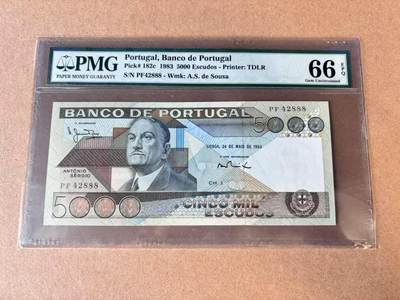 PMG
PAPER MONEY GUARANTY
Portugal, Banco de Portugal
Pick# 182c 1983 5000 Escudos - Printer: TDLR
S/N PF42888 - Wmk: A.S. de Sousa
66 EPQ
Gem Uncirculated
BANCO DE PORTUGAL
PF 42888
5000
LISBOA, 24 DE MAIO DE 1983
ANTÓNIO
SÉRGIO
PF 42888
CH. 1
5000
CINCO MIL
ESCUDOS